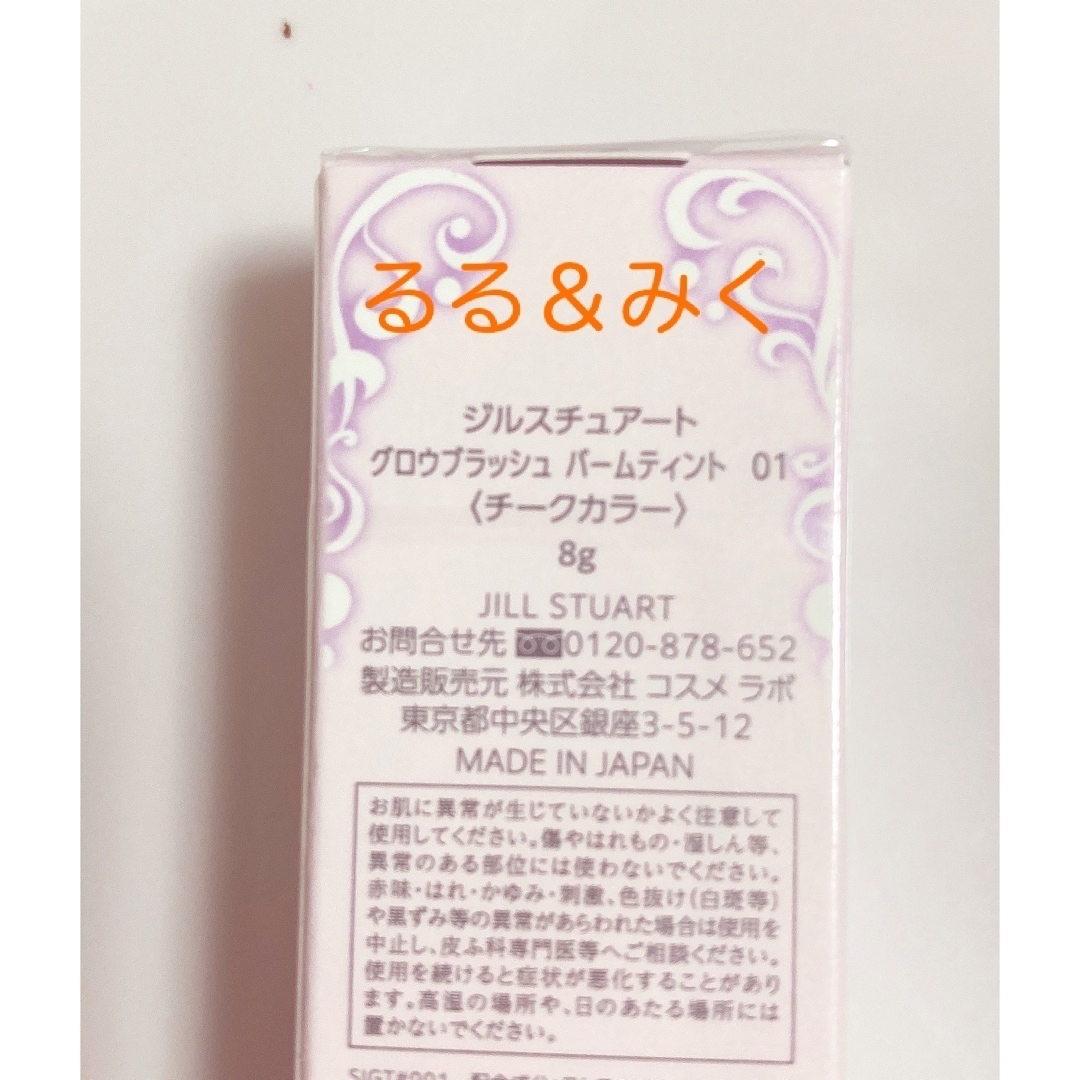 るる&みく
ジルスチュアート
グロウブラッシュ バームティント 01
〈チークカラー〉
8g
JILL STUART
お問合せ先 0120-878-652
製造販売元 株式会社 コスメ ラボ
東京都中央区銀座3-5-12
MADE IN JAPAN
お肌に異常が生じていないかよく注意して
使用してください。傷やはれもの・湿しん等、
異常のある部位には使わないでください。
赤味・はれ・かゆみ・刺激、色抜け(白斑等)
や黒ずみ等の異常があらわれた場合は使用を
中止し、皮ふ科専門医等へご相談ください。
使用を続けると症状が悪化することがあり
ます。高温の場所や、日のあたる場所には
置かないでください。